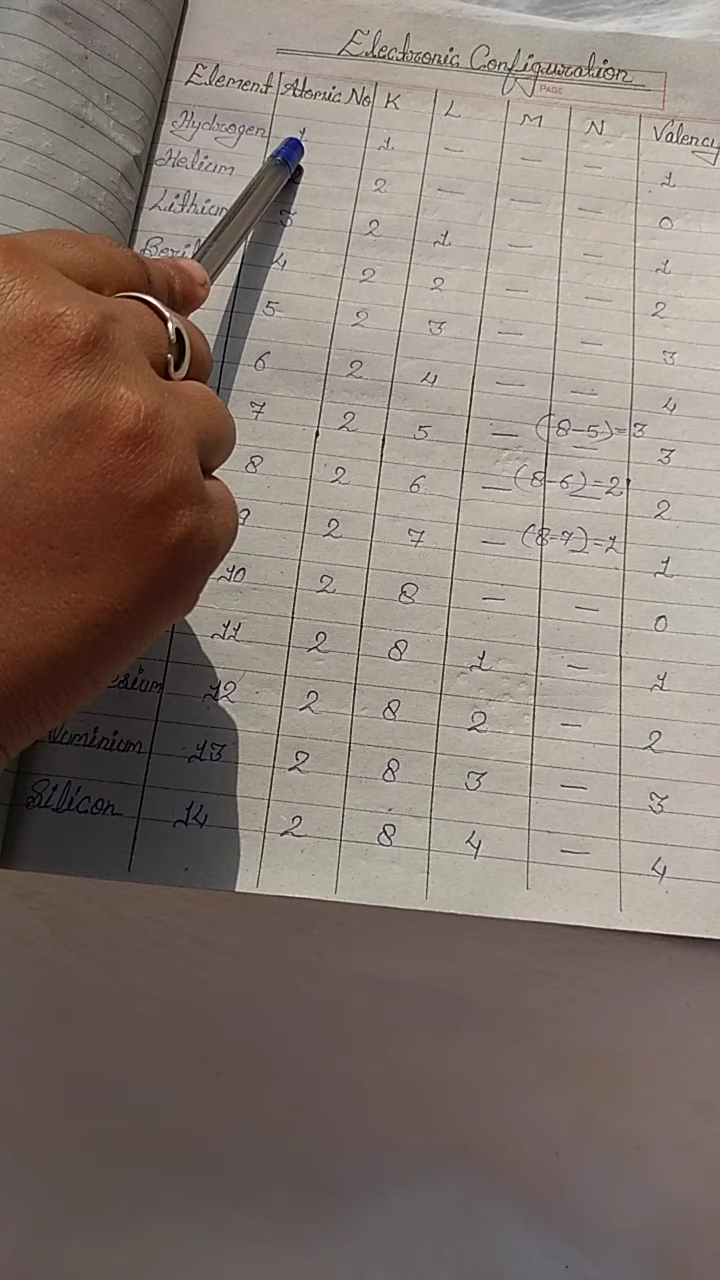 Electronic Configuration
PAGE
Element Atomic No K L M N Valency
Hydrogen 1 1 — — — 1
Helium 2 2 — — — 0
Lithium 3 2 1 — — 1
4 2 2 — — 2
5 2 3 — — 3
6 2 4 — — 4
7 2 5 — — (8-5)=3 3
8 2 6 — — (8-6)=2 2
9 2 7 — (8-7)=1 1
10 2 8 — — 0
11 2 8 1 — 1
12 2 8 2 — 2
13 2 8 3 — 3
Silicon 14 2 8 4 — 4